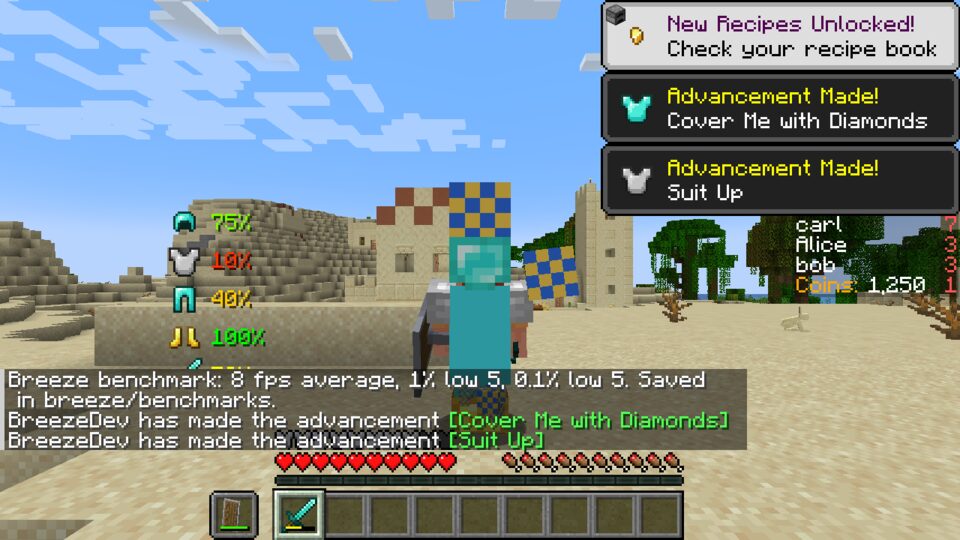 New Recipes Unlocked!
Check your recipe book
Advancement Made!
Cover Me with Diamonds
Advancement Made!
Suit Up
carl 7
Alice 3
bob 3
Coins: 1,250 1
75%
10%
40%
100%
Breeze benchmark: 8 fps average, 1% low 5, 0.1% low 5. Saved
in breeze/benchmarks.
BreezeDev has made the advancement [Cover Me with Diamonds]
BreezeDev has made the advancement [Suit Up]